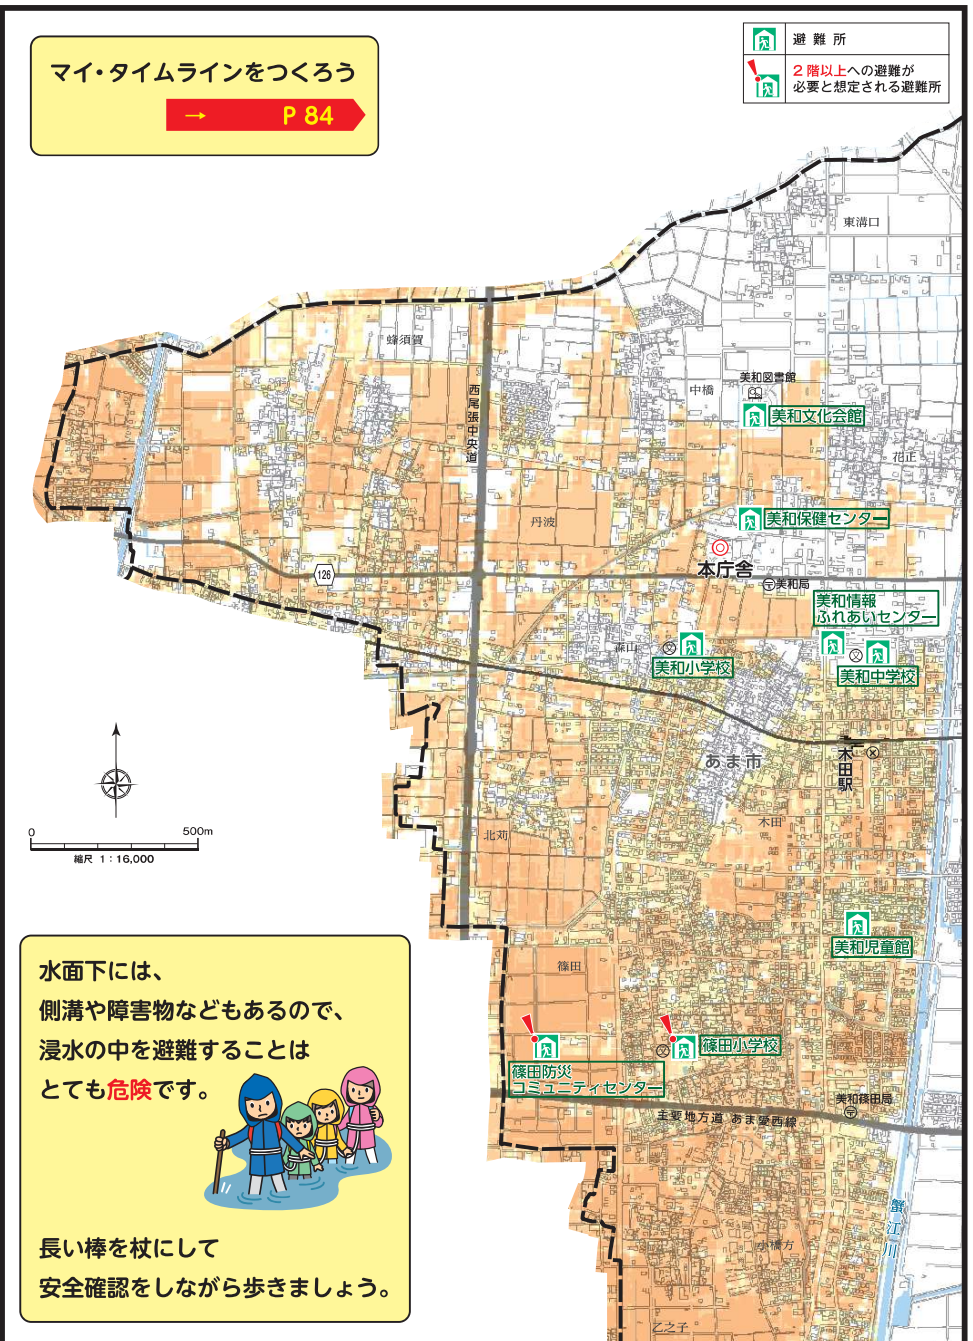 マイ・タイムラインをつくろう
→ P 84
避難所
2階以上への避難が
必要と想定される避難所
東溝口
蜂須賀
西尾張中央道
中橋
美和図書館
美和文化会館
花正
丹波
美和保健センター
本庁舎
126
美和局
美和情報
ふれあいセンター
森山
美和小学校
美和中学校
あま市
木田駅
0 500m
縮尺 1：16,000
北苅
木田
美和児童館
水面下には、
側溝や障害物などもあるので、
浸水の中を避難することは
とても危険です。
篠田
篠田小学校
篠田防災
コミュニティセンター
美和篠田局
主要地方道 あま愛西線
蟹江川
小橋方
長い棒を杖にして
安全確認をしながら歩きましょう。
乙之子